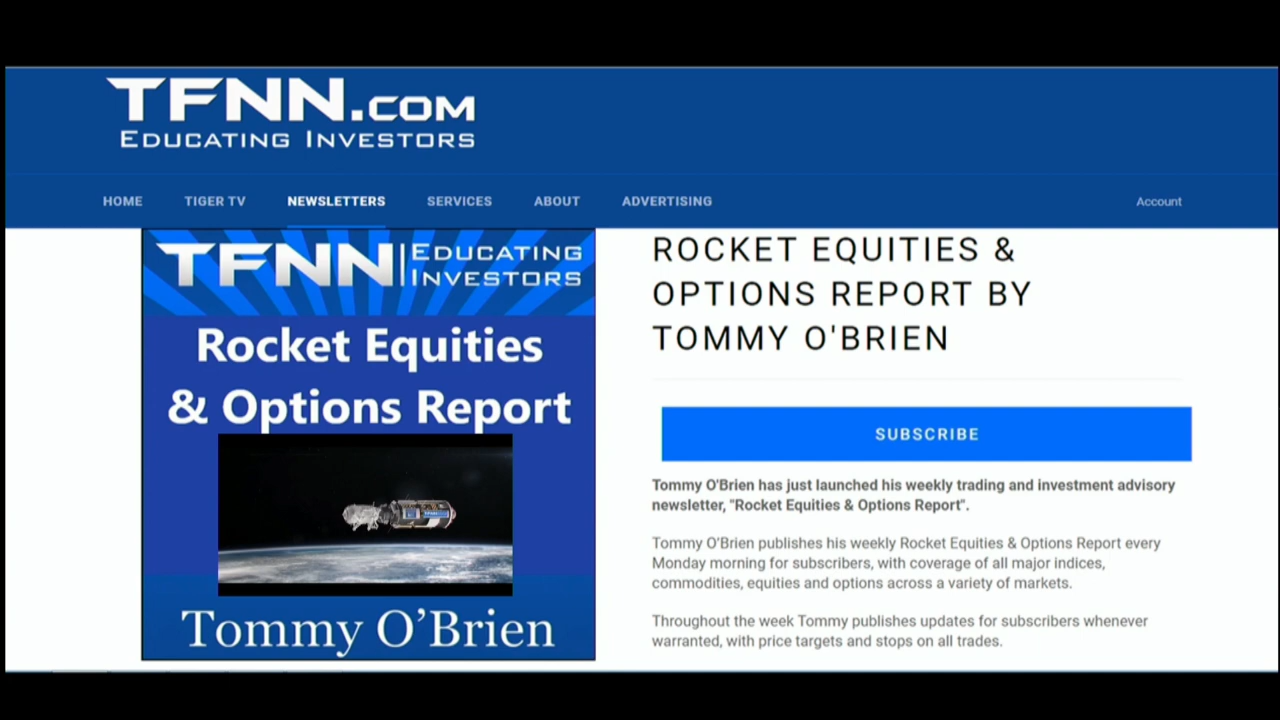 TFNN.COM
EDUCATING INVESTORS
HOME TIGER TV NEWSLETTERS SERVICES ABOUT ADVERTISING Account
TFNN | EDUCATING
INVESTORS
Rocket Equities
& Options Report
Tommy O’Brien
ROCKET EQUITIES &
OPTIONS REPORT BY
TOMMY O'BRIEN
SUBSCRIBE
Tommy O'Brien has just launched his weekly trading and investment advisory
newsletter, "Rocket Equities & Options Report".
Tommy O'Brien publishes his weekly Rocket Equities & Options Report every
Monday morning for subscribers, with coverage of all major indices,
commodities, equities and options across a variety of markets.
Throughout the week Tommy publishes updates for subscribers whenever
warranted, with price targets and stops on all trades.